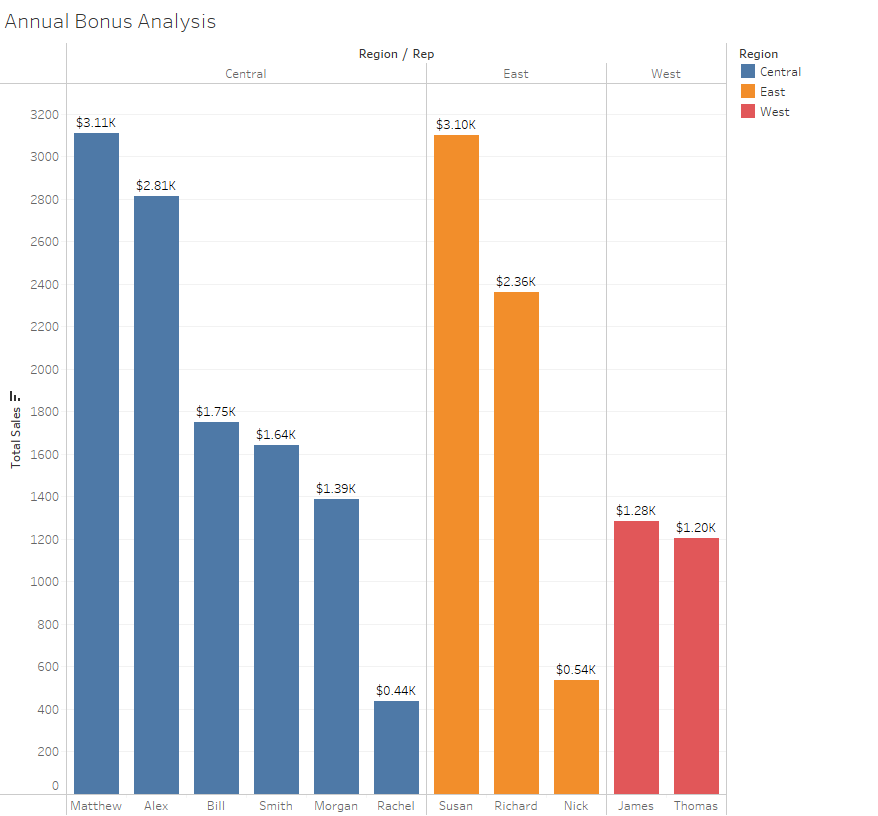 Annual Bonus Analysis
Region / Rep
Central East West
Region
Central
East
West
Total Sales
3200
3000
2800
2600
2400
2200
2000
1800
1600
1400
1200
1000
800
600
400
200
0
$3.11K
$2.81K
$1.75K
$1.64K
$1.39K
$0.44K
$3.10K
$2.36K
$0.54K
$1.28K
$1.20K
Matthew Alex Bill Smith Morgan Rachel Susan Richard Nick James Thomas